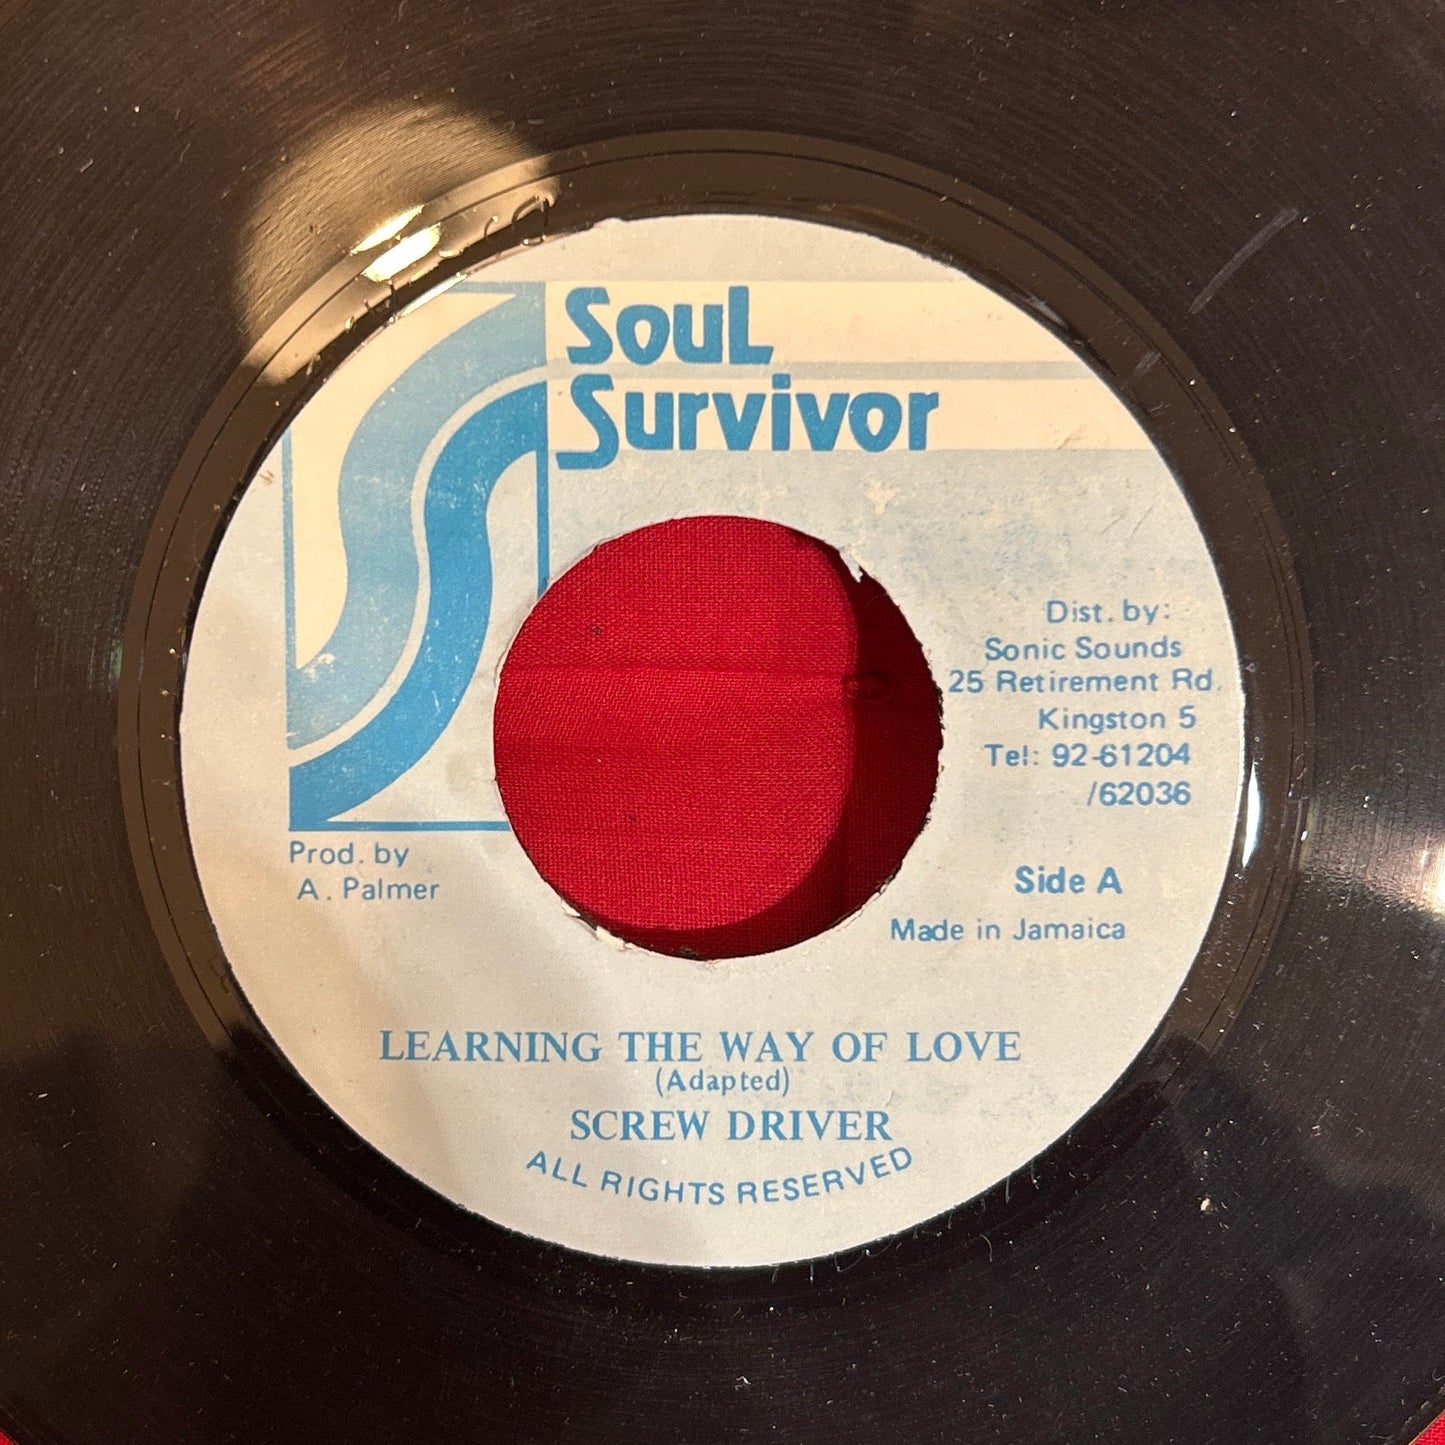 Soul
Survivor
Dist. by:
Sonic Sounds
25 Retirement Rd.
Kingston 5
Tel: 92-61204
/62036
Prod. by
A. Palmer
Side A
Made in Jamaica
LEARNING THE WAY OF LOVE
(Adapted)
SCREW DRIVER
ALL RIGHTS RESERVED